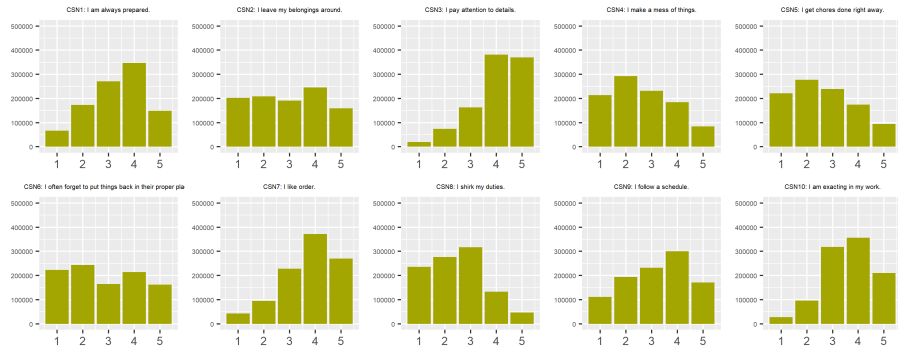 CSN1: I am always prepared.
CSN2: I leave my belongings around.
CSN3: I pay attention to details.
CSN4: I make a mess of things.
CSN5: I get chores done right away.
500000 500000 500000 500000 500000
400000 400000 400000 400000 400000
300000 300000 300000 300000 300000
200000 200000 200000 200000 200000
100000 100000 100000 100000 100000
0 0 0 0 0
1 2 3 4 5 1 2 3 4 5 1 2 3 4 5 1 2 3 4 5 1 2 3 4 5
CSN6: I often forget to put things back in their proper pla
CSN7: I like order.
CSN8: I shirk my duties.
CSN9: I follow a schedule.
CSN10: I am exacting in my work.
500000 500000 500000 500000 500000
400000 400000 400000 400000 400000
300000 300000 300000 300000 300000
200000 200000 200000 200000 200000
100000 100000 100000 100000 100000
0 0 0 0 0
1 2 3 4 5 1 2 3 4 5 1 2 3 4 5 1 2 3 4 5 1 2 3 4 5